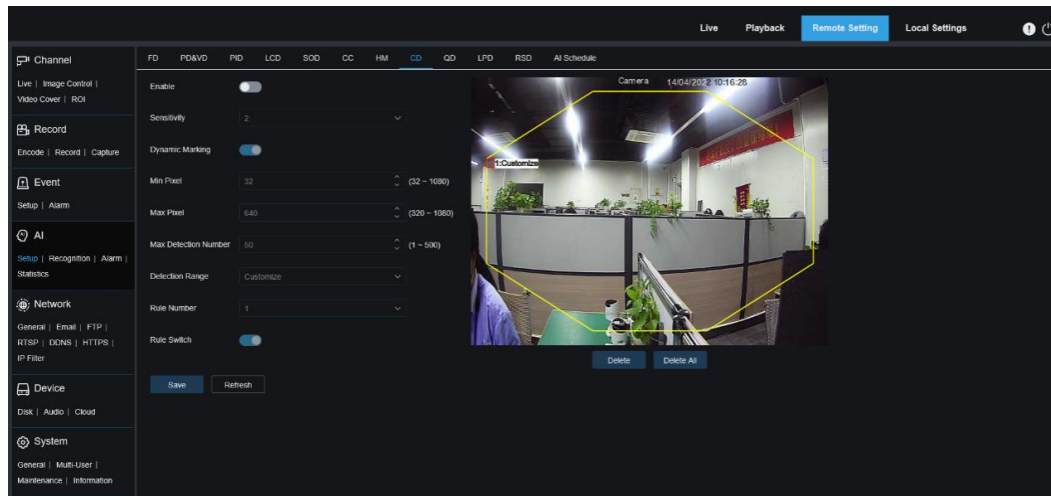 Live Playback Remote Setting Local Settings
Channel
Live | Image Control |
Video Cover | ROI
Record
Encode | Record | Capture
Event
Setup | Alarm
AI
Setup | Recognition | Alarm |
Statistics
Network
General | Email | FTP |
RTSP | DDNS | HTTPS |
IP Filter
Device
Disk | Audio | Cloud
System
General | Multi-User |
Maintenance | Information
FD PD&VD PID LCD SOD CC HM CD QD LPD RSD AI Schedule
Enable
Sensitivity 2
Dynamic Marking
Min Pixel 32 (32 ~ 1080)
Max Pixel 640 (320 ~ 1080)
Max Detection Number 50 (1 ~ 500)
Detection Range Customize
Rule Number 1
Rule Switch
Save Refresh
Camera 14/04/2022 10:16:28
1:Customize
Delete Delete All